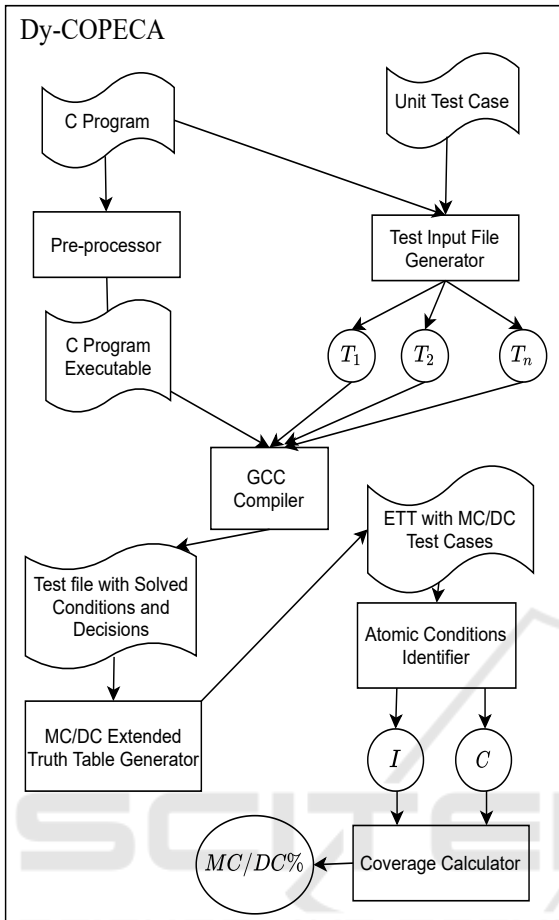 Dy-COPECA
C Program
Unit Test Case
Pre-processor
Test Input File
Generator
C Program
Executable
T1
T2
Tn
GCC
Compiler
ETT with MC/DC
Test Cases
Test file with Solved
Conditions and
Decisions
Atomic Conditions
Identifier
MC/DC Extended
Truth Table Generator
I
C
MC/DC%
Coverage Calculator
SCITE